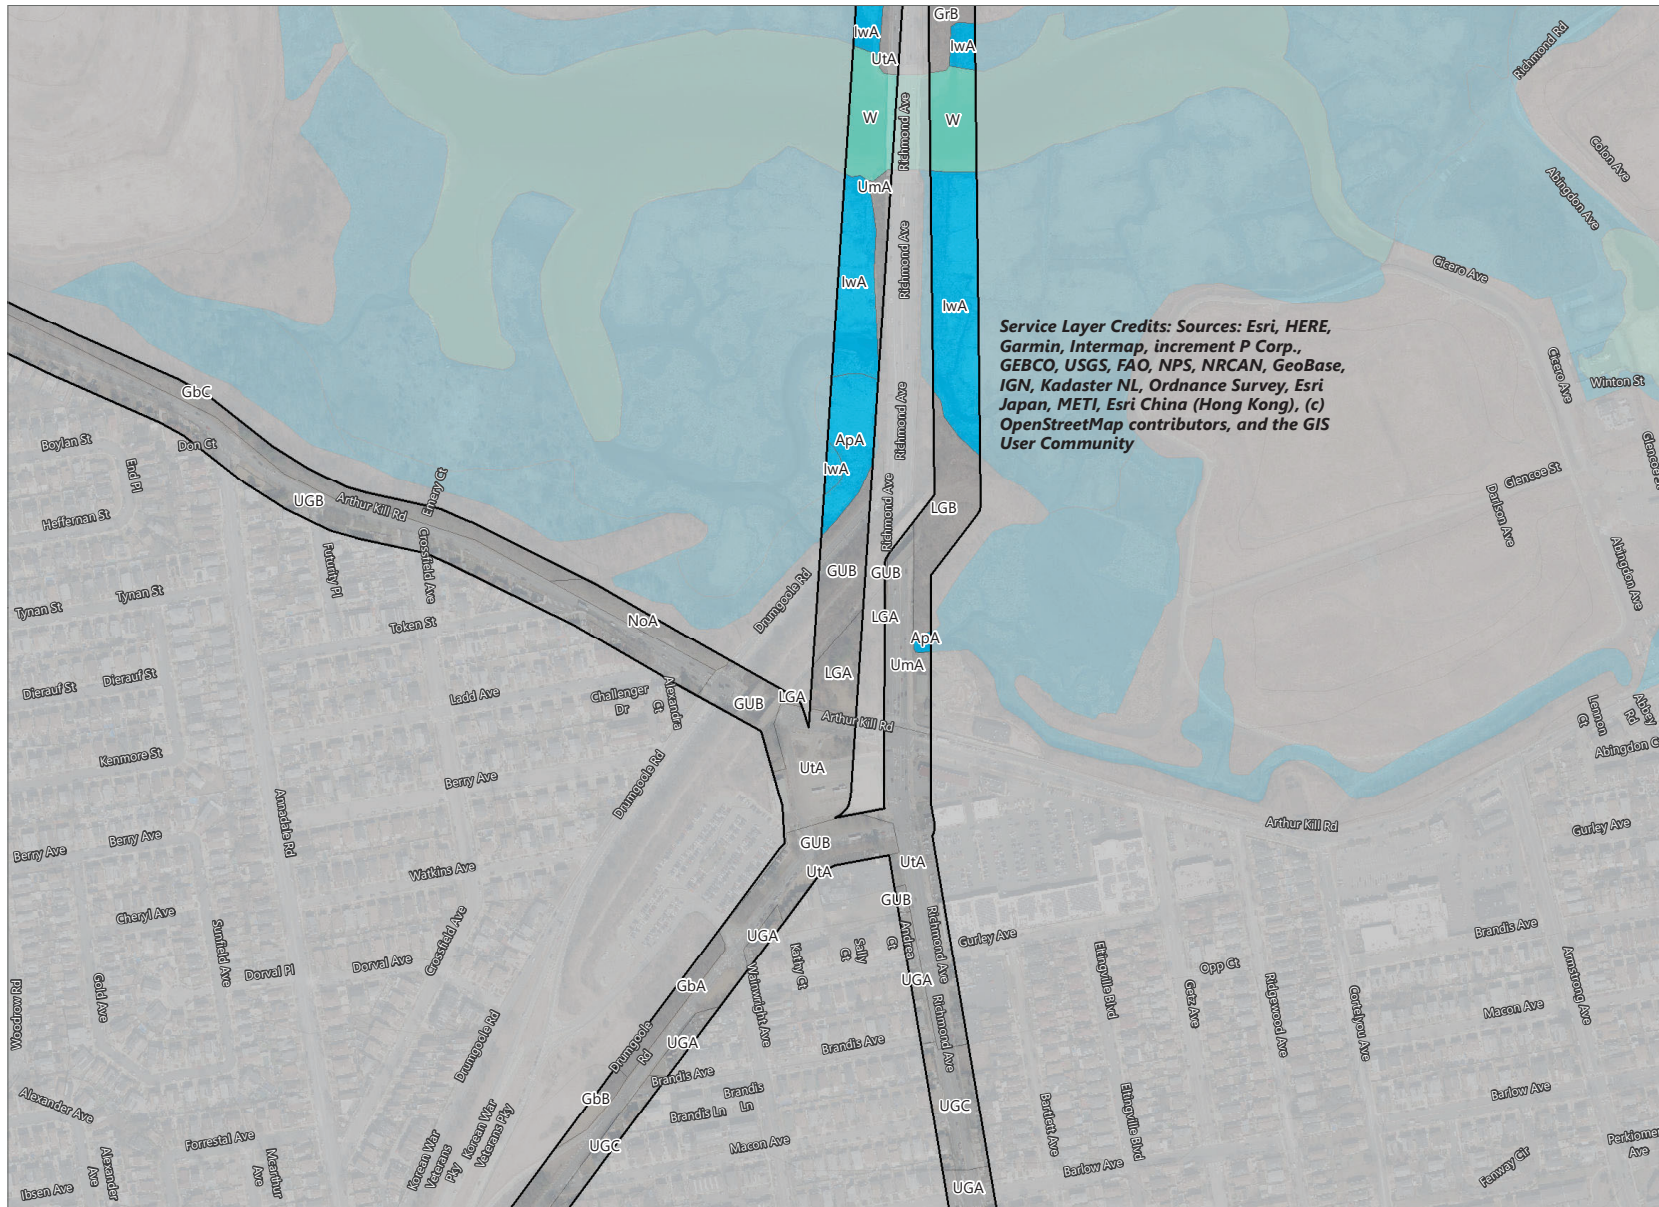 GrB
IwA
IwA
UtA
Richmond Rd
W
W
Richmond Ave
Colon Ave
Abingdon Ave
UmA
Richmond Ave
Cicero Ave
IwA
IwA
Service Layer Credits: Sources: Esri, HERE,
Garmin, Intermap, increment P Corp.,
GEBCO, USGS, FAO, NPS, NRCAN, GeoBase,
IGN, Kadaster NL, Ordnance Survey, Esri
Japan, METI, Esri China (Hong Kong), (c)
OpenStreetMap contributors, and the GIS
User Community
Cicero Ave
Winton St
GbC
Richmond Ave
Boylan St
Don Ct
ApA
IwA
End Pl
Glencoe St
Glencoe St
Emery Ct
UGB
Arthur Kill Rd
Richmond Ave
LGB
Darlson Ave
Heffernan St
Crossfield Ave
Futurity Pl
GUB
GUB
Abingdon Ave
Drumgoole Rd
Tynan St
Tynan St
Token St
NoA
LGA
ApA
UmA
LGA
Dierauf St
Dierauf St
Ladd Ave
Challenger
Dr
Alexandra
Ct
GUB
LGA
Arthur Kill Rd
Lennon
Ct
Abbey
Rd
Abingdon C
Kenmore St
Berry Ave
Drumgoole Rd
UtA
Annadale Rd
Arthur Kill Rd
Gurley Ave
Berry Ave
Berry Ave
GUB
UtA
UtA
Watkins Ave
GUB
Cheryl Ave
Sunfield Ave
Crossfield Ave
UGA
Kathy Ct
Sally
Ct
Andrea
Ct
Richmond Ave
Gurley Ave
Brandis Ave
Dorval Pl
Dorval Ave
Eltingville Blvd
Opp Ct
Armstrong Ave
Woodrow Rd
Gold Ave
GbA
Wainwright Ave
UGA
Richmond Ave
Getz Ave
Ridgewood Ave
Cortelyou Ave
Macon Ave
Drumgoole Rd
Drumgoole
Rd
UGA
Brandis Ave
Brandis Ave
Brandis
Ln
Brandis Ln
GbB
UGC
Barlow Ave
Alexander Ave
Forrestal Ave
Korean War
Veterans
Pky
Korean War
Veterans Pky
UGC
Macon Ave
Bartlett Ave
Eltingville Blvd
Barlow Ave
Perkiomen
Ave
Fenway Cir
Ibsen Ave
Alexander
Ave
Mcarthur
Ave
UGA